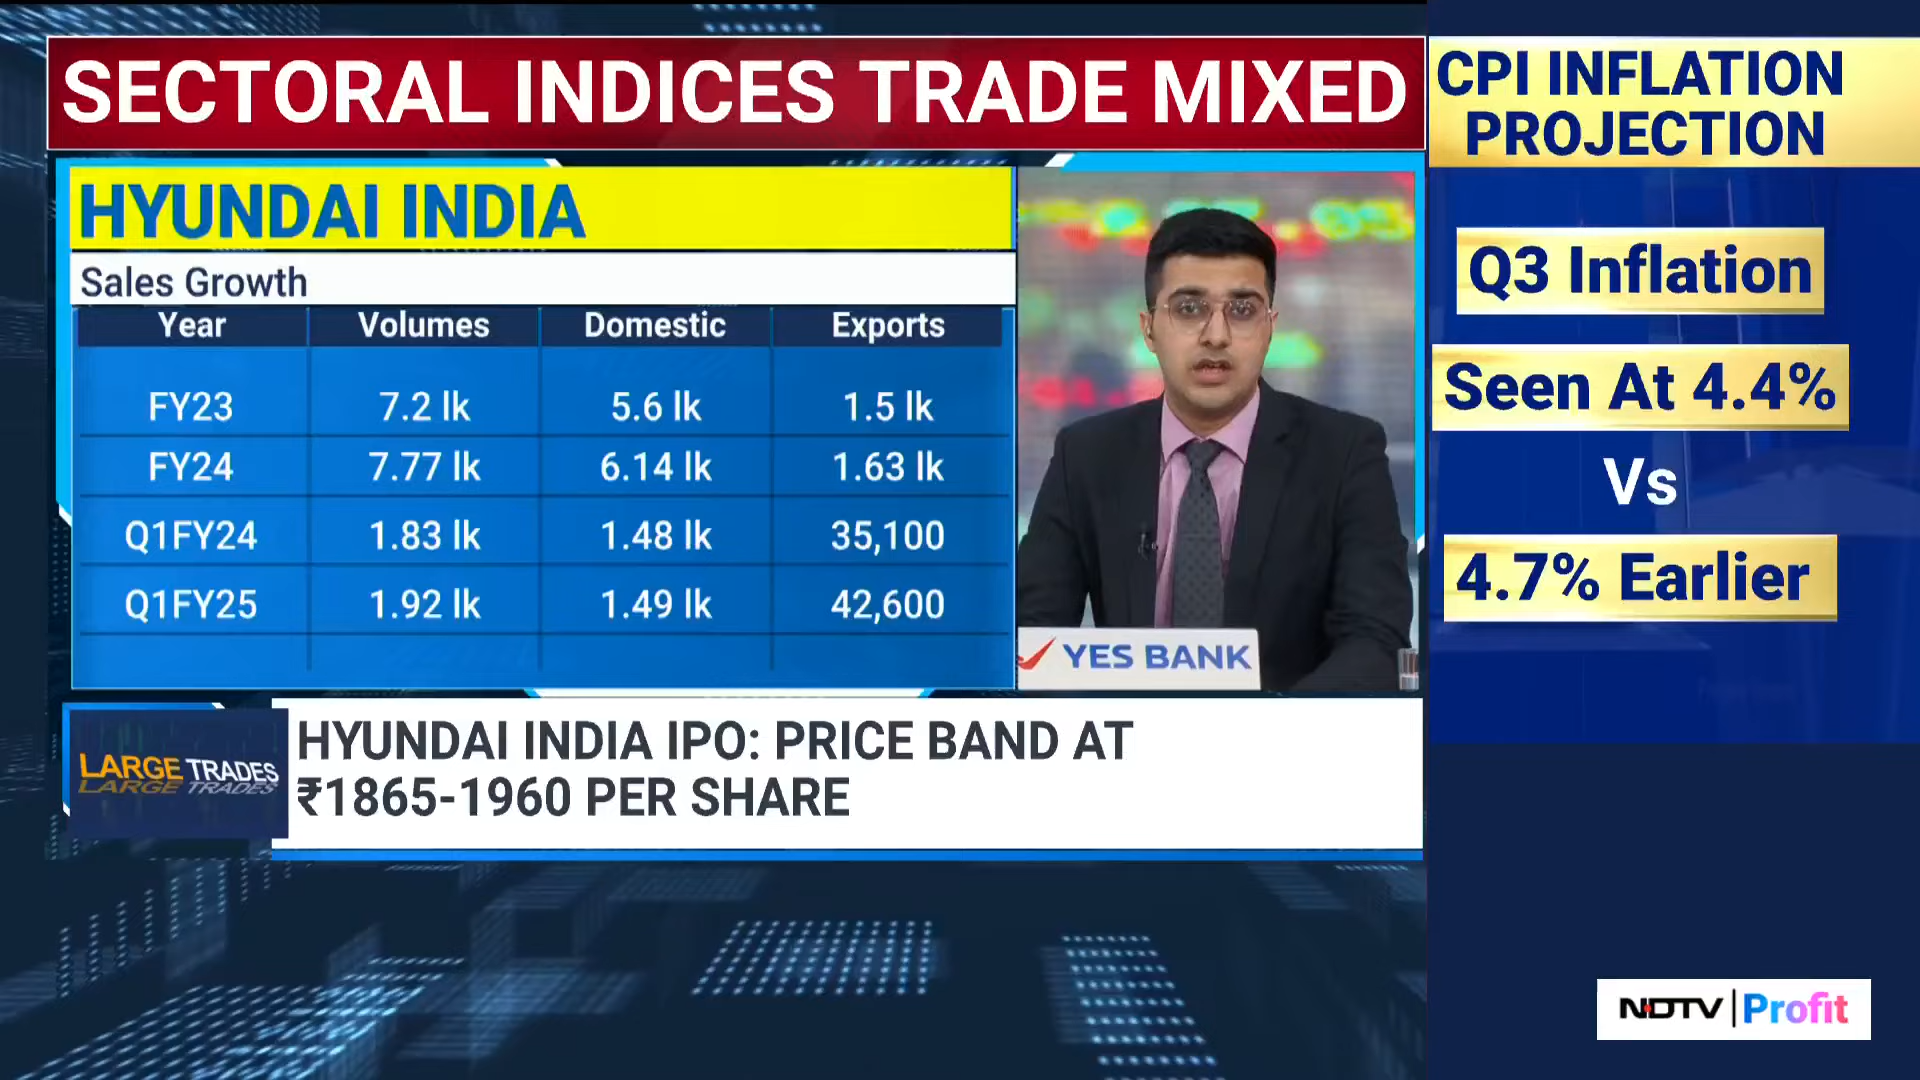 SECTORAL INDICES TRADE MIXED
HYUNDAI INDIA
Sales Growth
Year Volumes Domestic Exports
FY23 7.2 lk 5.6 lk 1.5 lk
FY24 7.77 lk 6.14 lk 1.63 lk
Q1FY24 1.83 lk 1.48 lk 35,100
Q1FY25 1.92 lk 1.49 lk 42,600
YES BANK
LARGE TRADES
HYUNDAI INDIA IPO: PRICE BAND AT
₹1865-1960 PER SHARE
CPI INFLATION
PROJECTION
Q3 Inflation
Seen At 4.4%
Vs
4.7% Earlier
NDTV Profit